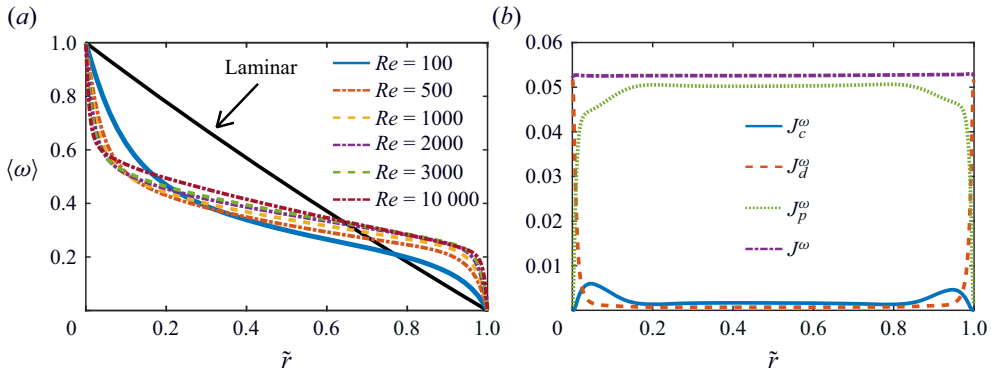 (a)
1.0
0.8
0.6
0.4
0.2
0
0.2
0.4
0.6
0.8
1.0
⟨ω⟩
r̃
Laminar
Re = 100
Re = 500
Re = 1000
Re = 2000
Re = 3000
Re = 10 000
(b)
0.06
0.05
0.04
0.03
0.02
0.01
0
0.2
0.4
0.6
0.8
1.0
r̃
J_c^ω
J_d^ω
J_p^ω
J^ω